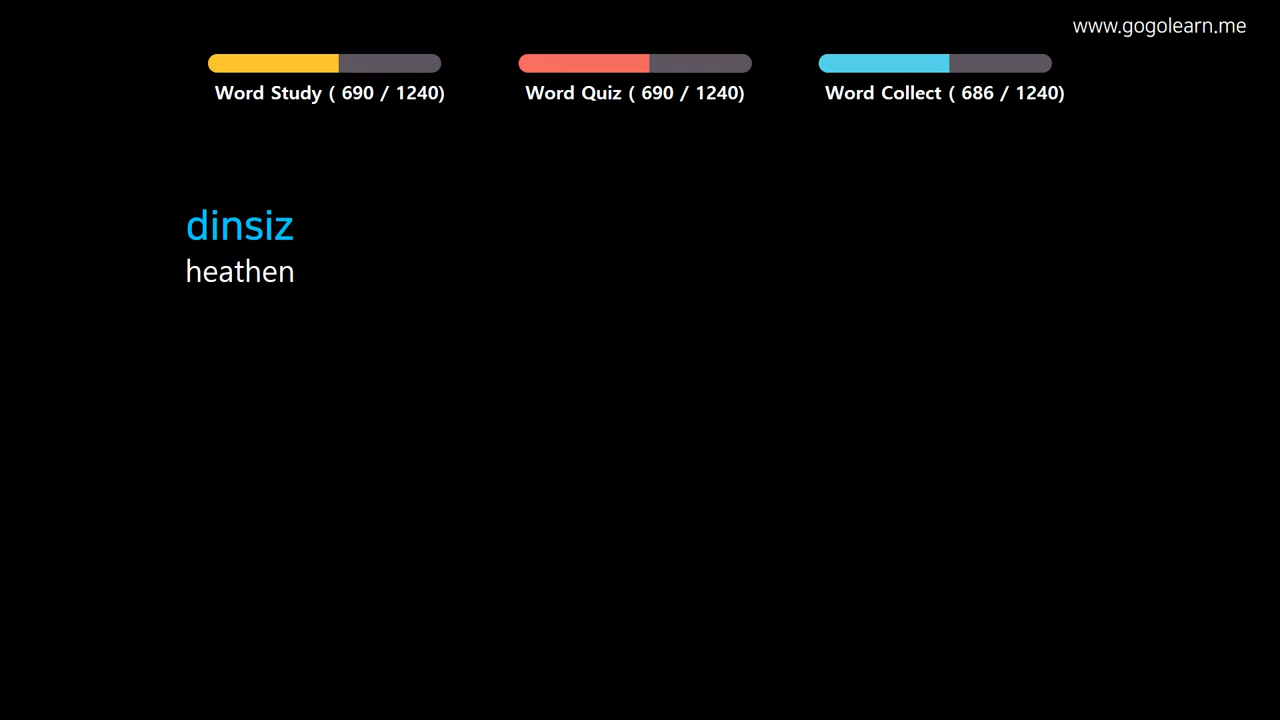 www.gogolearn.me
Word Study ( 690 / 1240)
Word Quiz ( 690 / 1240)
Word Collect ( 686 / 1240)
dinsiz
heathen